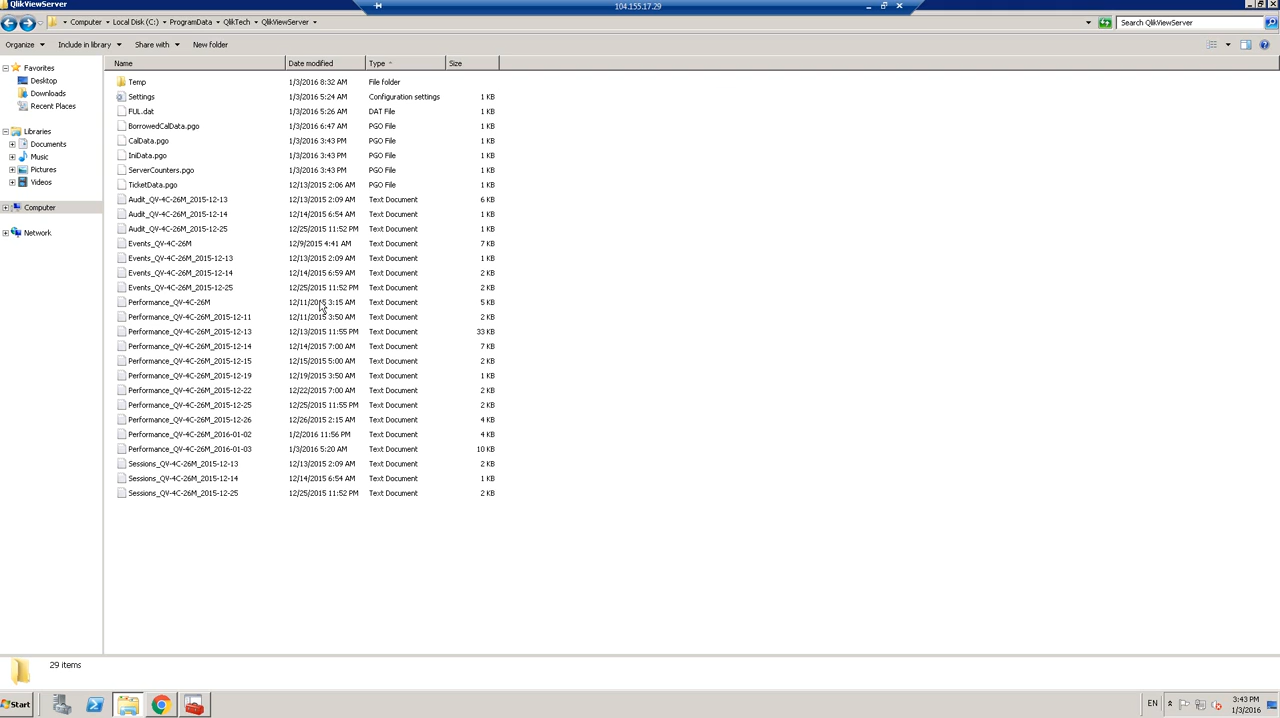 QlikViewServer
104.155.17.29
Computer Local Disk (C:) ProgramData QlikTech QlikViewServer
Search QlikViewServer
Organize Include in library Share with New folder
Name Date modified Type Size
Favorites
Desktop
Downloads
Recent Places
Libraries
Documents
Music
Pictures
Videos
Computer
Network
Temp 1/3/2016 8:32 AM File folder
Settings 1/3/2016 5:24 AM Configuration settings 1 KB
FUL.dat 1/3/2016 5:26 AM DAT File 1 KB
BorrowedCalData.pgo 1/3/2016 6:47 AM PGO File 1 KB
CalData.pgo 1/3/2016 3:43 PM PGO File 1 KB
IniData.pgo 1/3/2016 3:43 PM PGO File 1 KB
ServerCounters.pgo 1/3/2016 3:43 PM PGO File 1 KB
TicketData.pgo 12/13/2015 2:06 AM PGO File 1 KB
Audit_QV-4C-26M_2015-12-13 12/13/2015 2:09 AM Text Document 6 KB
Audit_QV-4C-26M_2015-12-14 12/14/2015 6:54 AM Text Document 1 KB
Audit_QV-4C-26M_2015-12-25 12/25/2015 11:52 PM Text Document 1 KB
Events_QV-4C-26M 12/9/2015 4:41 AM Text Document 7 KB
Events_QV-4C-26M_2015-12-13 12/13/2015 2:09 AM Text Document 1 KB
Events_QV-4C-26M_2015-12-14 12/14/2015 6:59 AM Text Document 2 KB
Events_QV-4C-26M_2015-12-25 12/25/2015 11:52 PM Text Document 2 KB
Performance_QV-4C-26M 12/11/2015 3:15 AM Text Document 5 KB
Performance_QV-4C-26M_2015-12-11 12/11/2015 3:50 AM Text Document 2 KB
Performance_QV-4C-26M_2015-12-13 12/13/2015 11:55 PM Text Document 33 KB
Performance_QV-4C-26M_2015-12-14 12/14/2015 7:00 AM Text Document 7 KB
Performance_QV-4C-26M_2015-12-15 12/15/2015 5:00 AM Text Document 2 KB
Performance_QV-4C-26M_2015-12-19 12/19/2015 3:50 AM Text Document 1 KB
Performance_QV-4C-26M_2015-12-22 12/22/2015 7:00 AM Text Document 2 KB
Performance_QV-4C-26M_2015-12-25 12/25/2015 11:55 PM Text Document 2 KB
Performance_QV-4C-26M_2015-12-26 12/26/2015 2:15 AM Text Document 4 KB
Performance_QV-4C-26M_2016-01-02 1/2/2016 11:56 PM Text Document 4 KB
Performance_QV-4C-26M_2016-01-03 1/3/2016 5:20 AM Text Document 10 KB
Sessions_QV-4C-26M_2015-12-13 12/13/2015 2:09 AM Text Document 2 KB
Sessions_QV-4C-26M_2015-12-14 12/14/2015 6:54 AM Text Document 1 KB
Sessions_QV-4C-26M_2015-12-25 12/25/2015 11:52 PM Text Document 2 KB
29 items
Start
EN
3:43 PM
1/3/2016